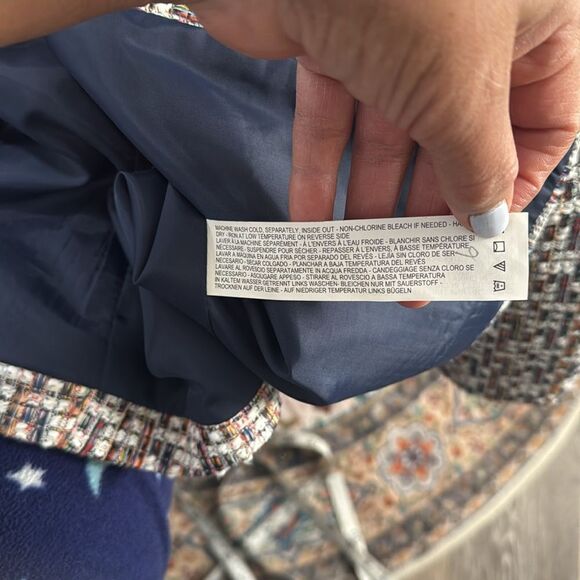 MACHINE WASH COLD, SEPARATELY, INSIDE OUT - NON-CHLORINE BLEACH IF NEEDED - HA
DRY - IRON AT LOW TEMPERATURE ON REVERSE SIDE
LAVER À LA MACHINE SÉPARÉMENT - À L'ENVERS À L'EAU FROIDE - BLANCHIR SANS CHLORE SI
NÉCESSAIRE - SUSPENDRE POUR SÉCHER - REPASSER À L'ENVERS À BASSE TEMPÉRATURE
LAVAR A MÁQUINA EN AGUA FRIA POR SEPARADO Y DEL REVÉS - LEJÍA SIN CLORO DE SER
NECESARIO- SECAR COLGADO - PLANCHAR A BAJA TEMPERATURA DEL REVÉS
LAVARE AL ROVESCIO SEPARATAMENTE IN ACQUA FREDDA - CANDEGGIARE SENZA CLORO SE
NECESSARIO - ASCIUGARE APPESO - STIRARE AL ROVESCIO A BASSA TEMPERATURA
IN KALTEM WASSER GETRENNT LINKS WASCHEN- BLEICHEN NUR MIT SAUERSTOFF -
TROCKNEN AUF DER LEINE - AUF NIEDRIGER TEMPERATUR LINKS BÜGELN